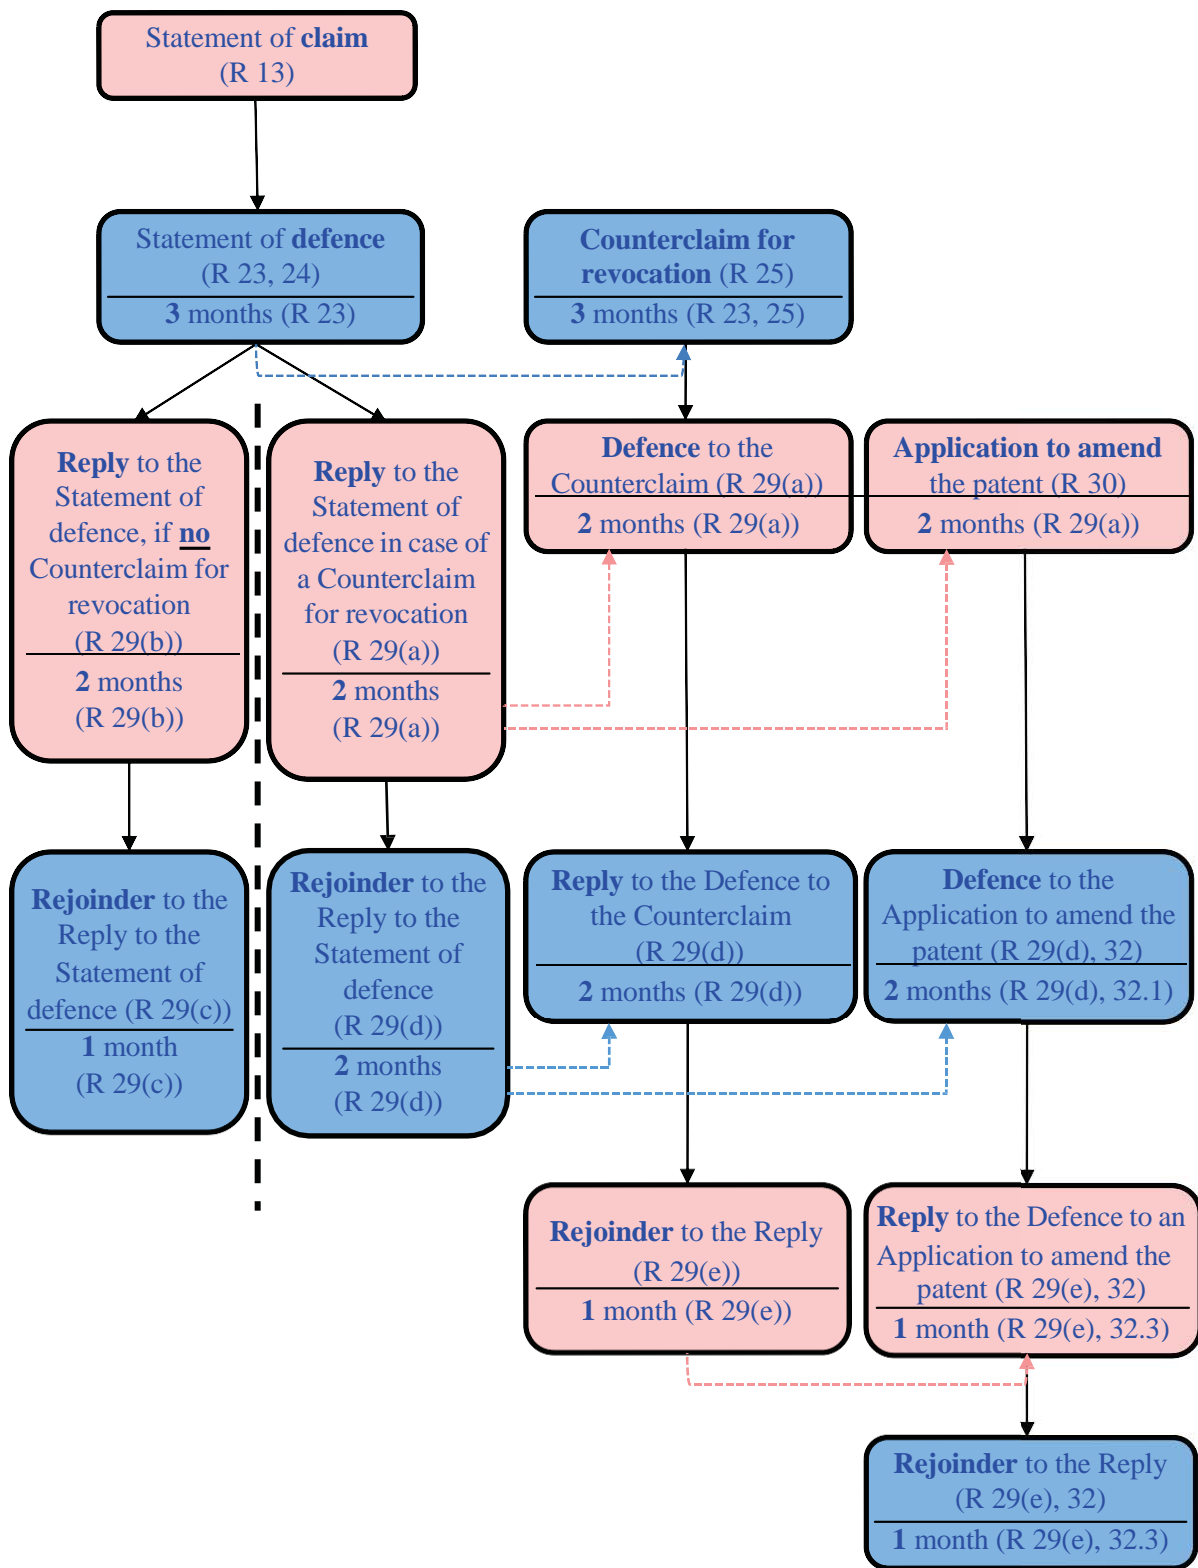 Statement of claim
(R 13)
Statement of defence
(R 23, 24)
3 months (R 23)
Counterclaim for
revocation (R 25)
3 months (R 23, 25)
Reply to the
Statement of
defence, if no
Counterclaim for
revocation
(R 29(b))
2 months
(R 29(b))
Reply to the
Statement of
defence in case of
a Counterclaim
for revocation
(R 29(a))
2 months
(R 29(a))
Defence to the
Counterclaim (R 29(a))
2 months (R 29(a))
Application to amend
the patent (R 30)
2 months (R 29(a))
Rejoinder to the
Reply to the
Statement of
defence (R 29(c))
1 month
(R 29(c))
Rejoinder to the
Reply to the
Statement of
defence
(R 29(d))
2 months
(R 29(d))
Reply to the Defence to
the Counterclaim
(R 29(d))
2 months (R 29(d))
Defence to the
Application to amend the
patent (R 29(d), 32)
2 months (R 29(d), 32.1)
Rejoinder to the Reply
(R 29(e))
1 month (R 29(e))
Reply to the Defence to an
Application to amend the
patent (R 29(e), 32)
1 month (R 29(e), 32.3)
Rejoinder to the Reply
(R 29(e), 32)
1 month (R 29(e), 32.3)